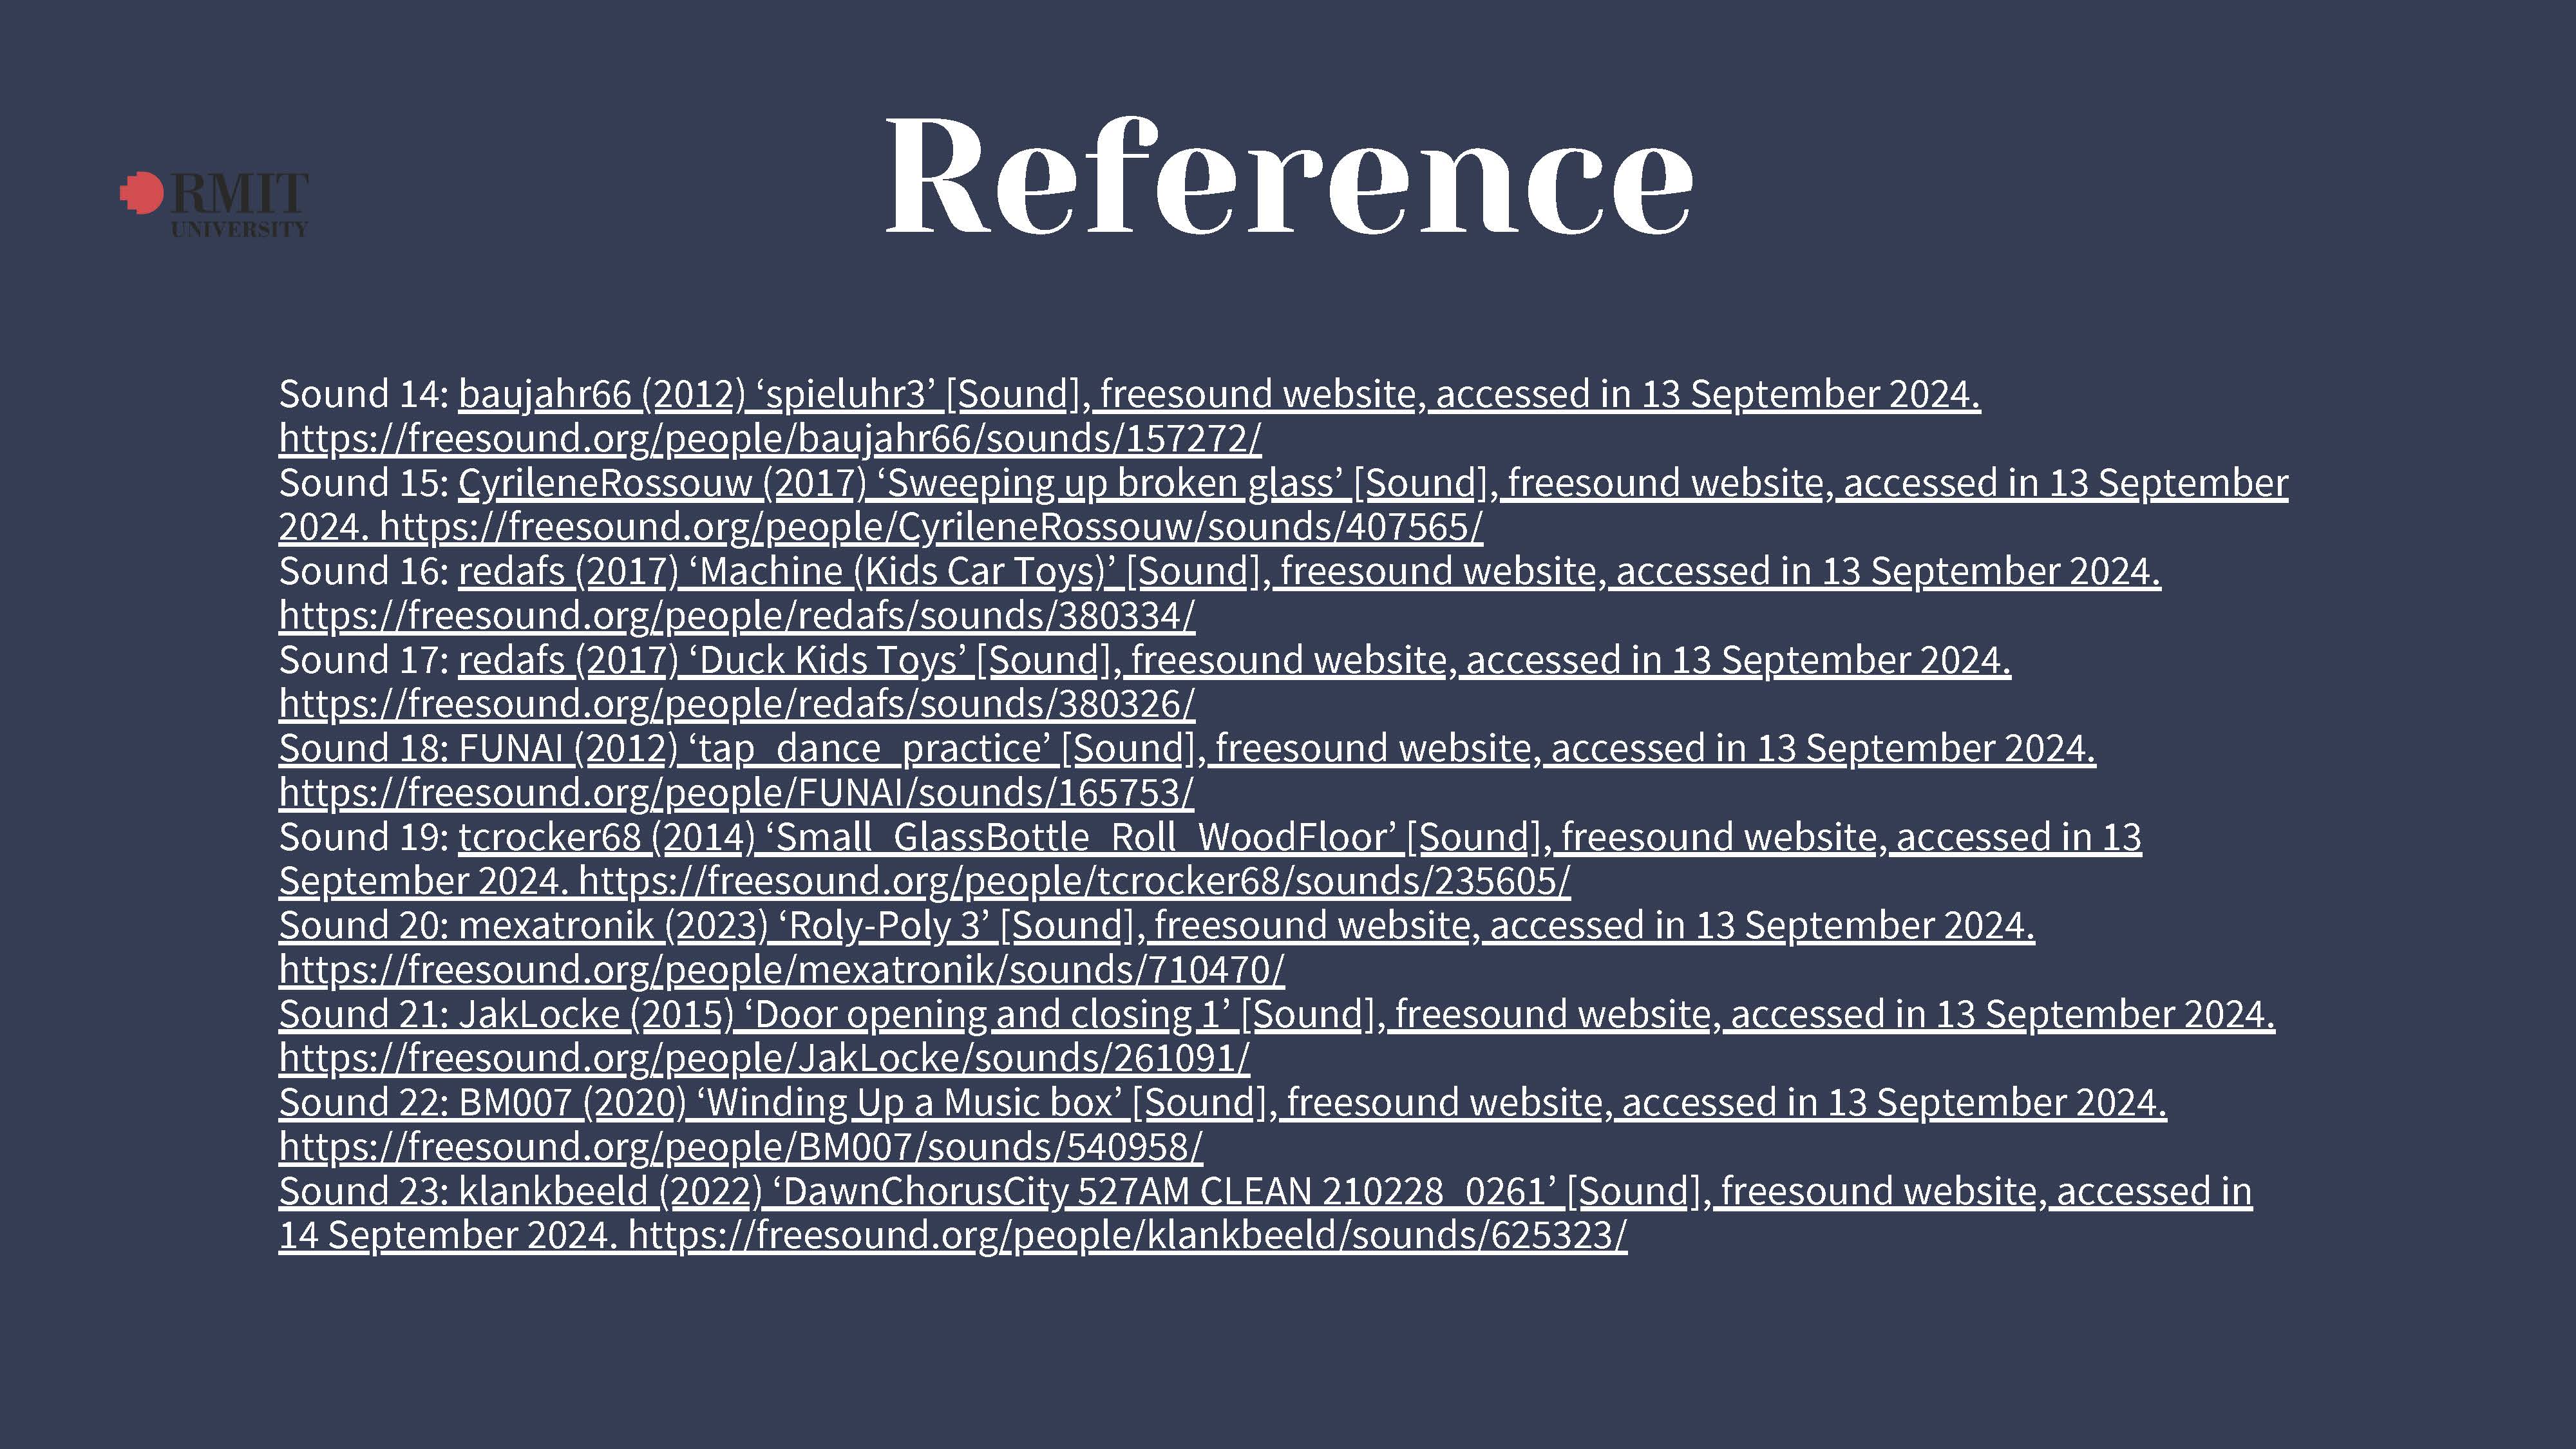 Reference
RMIT
UNIVERSITY
Sound 14: baujahr66 (2012) ‘spieluhr3’ [Sound], freesound website, accessed in 13 September 2024.
https://freesound.org/people/baujahr66/sounds/157272/
Sound 15: CyrileneRossouw (2017) ‘Sweeping up broken glass’ [Sound], freesound website, accessed in 13 September
2024. https://freesound.org/people/CyrileneRossouw/sounds/407565/
Sound 16: redafs (2017) ‘Machine (Kids Car Toys)’ [Sound], freesound website, accessed in 13 September 2024.
https://freesound.org/people/redafs/sounds/380334/
Sound 17: redafs (2017) ‘Duck Kids Toys’ [Sound], freesound website, accessed in 13 September 2024.
https://freesound.org/people/redafs/sounds/380326/
Sound 18: FUNAI (2012) ‘tap_dance_practice’ [Sound], freesound website, accessed in 13 September 2024.
https://freesound.org/people/FUNAI/sounds/165753/
Sound 19: tcrocker68 (2014) ‘Small_GlassBottle_Roll_WoodFloor’ [Sound], freesound website, accessed in 13
September 2024. https://freesound.org/people/tcrocker68/sounds/235605/
Sound 20: mexatronik (2023) ‘Roly-Poly 3’ [Sound], freesound website, accessed in 13 September 2024.
https://freesound.org/people/mexatronik/sounds/710470/
Sound 21: JakLocke (2015) ‘Door opening and closing 1’ [Sound], freesound website, accessed in 13 September 2024.
https://freesound.org/people/JakLocke/sounds/261091/
Sound 22: BM007 (2020) ‘Winding Up a Music box’ [Sound], freesound website, accessed in 13 September 2024.
https://freesound.org/people/BM007/sounds/540958/
Sound 23: klankbeeld (2022) ‘DawnChorusCity 527AM CLEAN 210228_0261’ [Sound], freesound website, accessed in
14 September 2024. https://freesound.org/people/klankbeeld/sounds/625323/